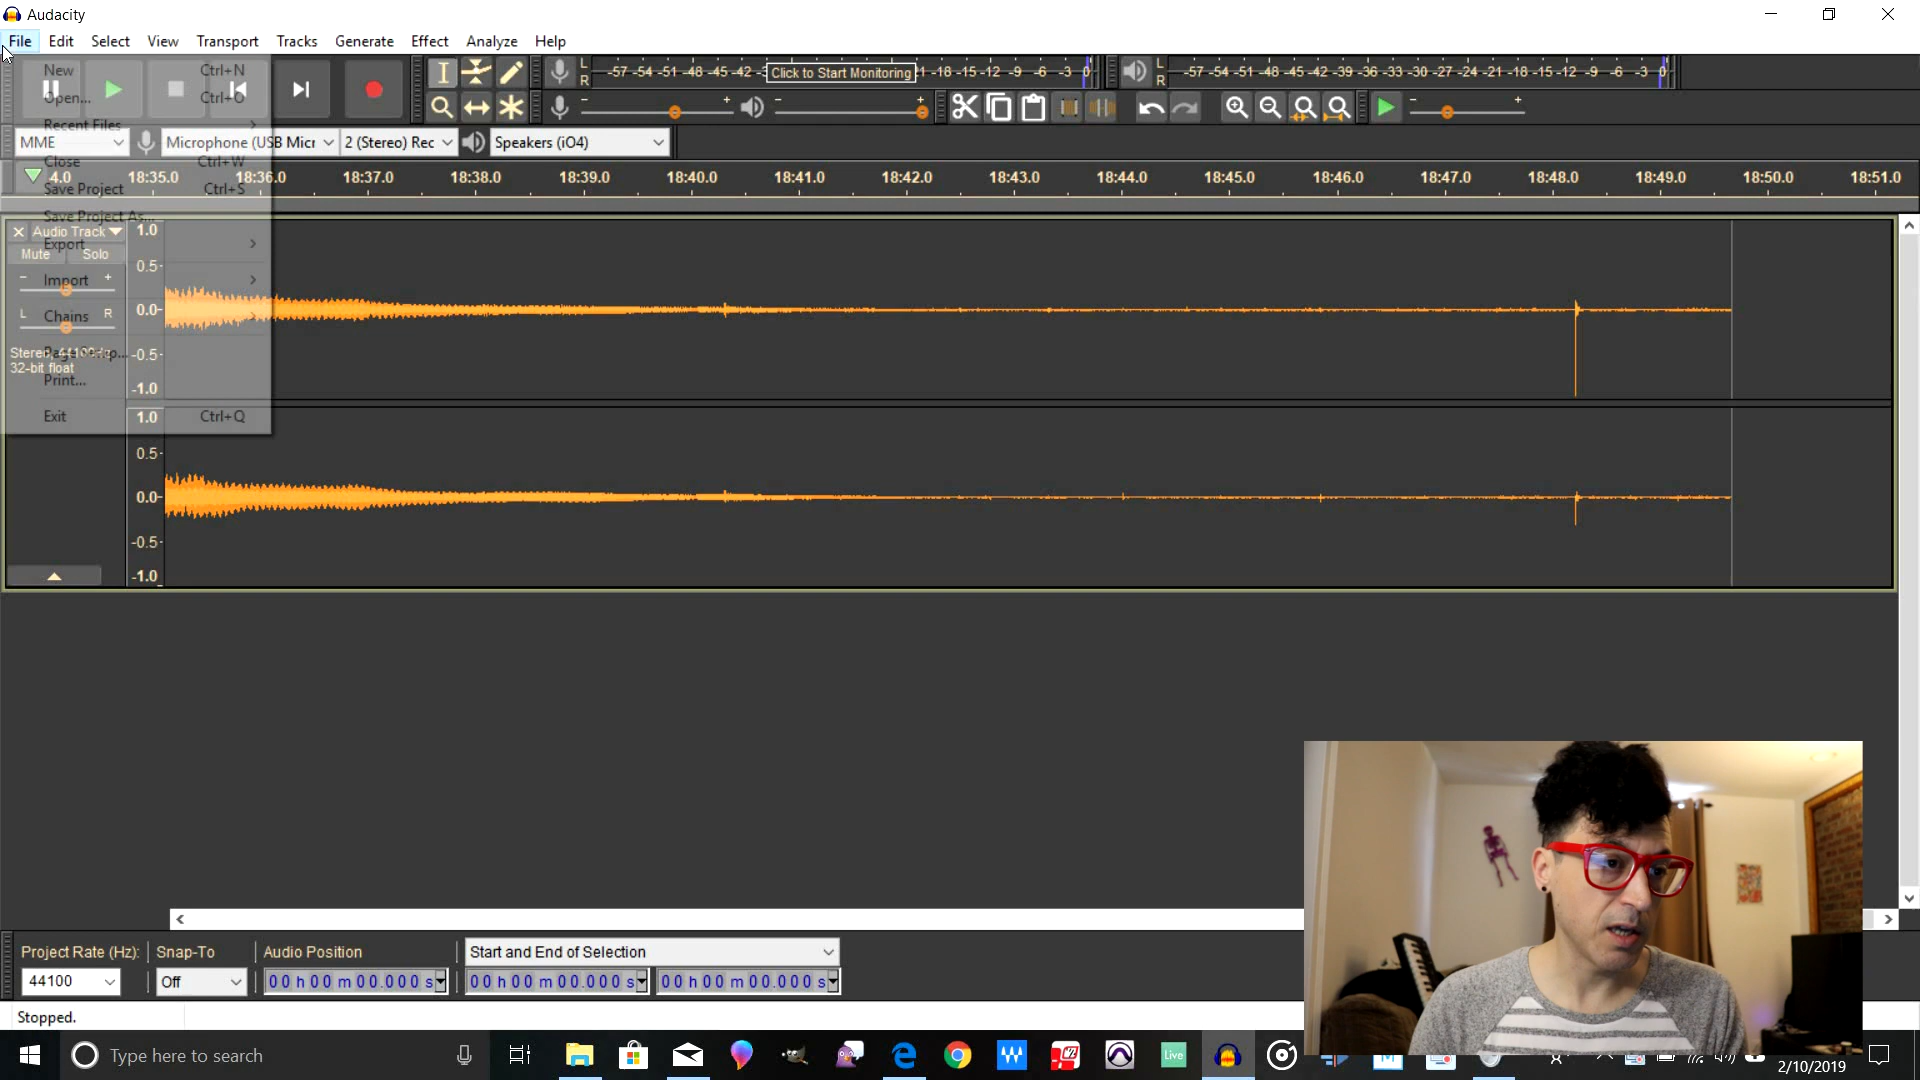 Audacity
File Edit Select View Transport Tracks Generate Effect Analyze Help
New Ctrl+N
Open... Ctrl+O
Recent Files
Close Ctrl+W
Save Project Ctrl+S
Save Project As...
Export
Import
Chains
Print...
Exit Ctrl+Q
L R -57 -54 -51 -48 -45 -42 Click to Start Monitoring -18 -15 -12 -9 -6 -3 0
L R -57 -54 -51 -48 -45 -42 -39 -36 -33 -30 -27 -24 -21 -18 -15 -12 -9 -6 -3 0
MME Microphone (USB Micr 2 (Stereo) Rec Speakers (iO4)
4.0 18:35.0 18:36.0 18:37.0 18:38.0 18:39.0 18:40.0 18:41.0 18:42.0 18:43.0 18:44.0 18:45.0 18:46.0 18:47.0 18:48.0 18:49.0 18:50.0 18:51.0
Audio Track
Mute Solo
- +
L R
Stereo, 44100Hz
32-bit float
1.0
0.5
0.0
-0.5
-1.0
1.0
0.5
0.0
-0.5
-1.0
Project Rate (Hz): Snap-To Audio Position Start and End of Selection
44100 Off 00 h 00 m 00.000 s 00 h 00 m 00.000 s 00 h 00 m 00.000 s
Stopped.
Type here to search
Live
2/10/2019